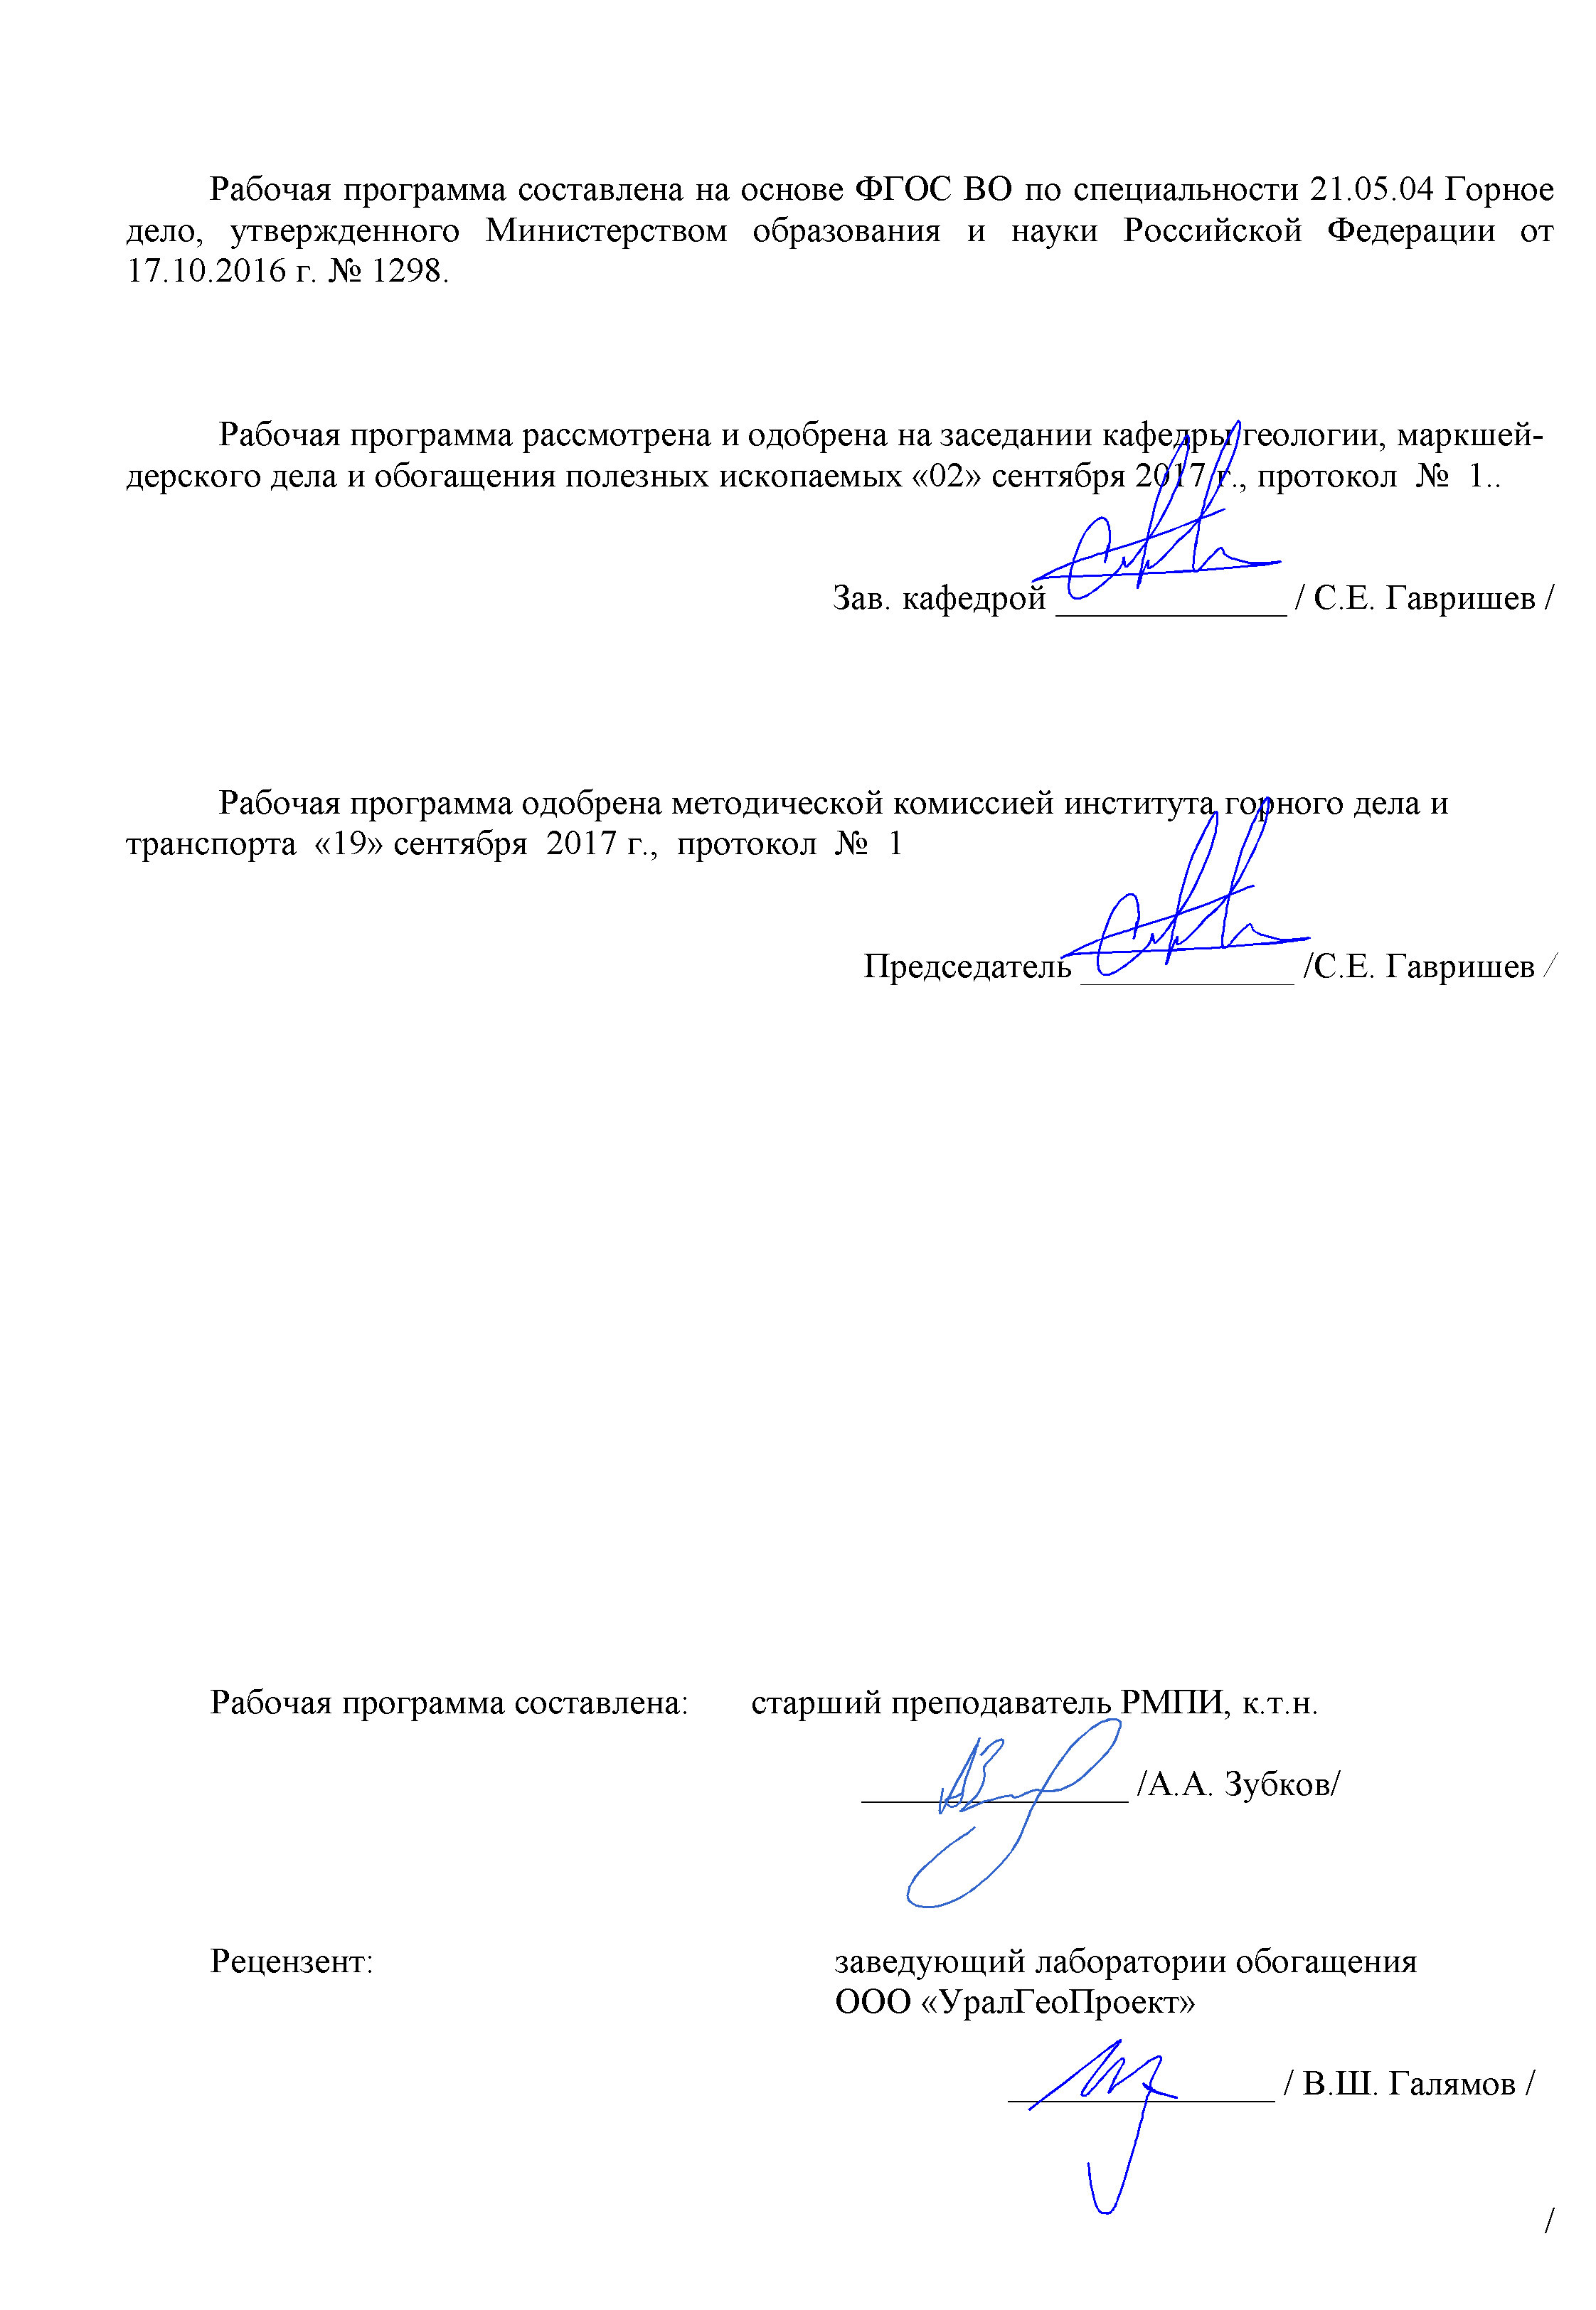 Рабочая программа составлена на основе ФГОС ВО по специальности 21.05.04 Горное
дело, утвержденного Министерством образования и науки Российской Федерации от
17.10.2016 г. № 1298.
Рабочая программа рассмотрена и одобрена на заседании кафедры геологии, маркшей-
дерского дела и обогащения полезных ископаемых «02» сентября 2017 г., протокол № 1..
Зав. кафедрой _____________ / С.Е. Гавришев /
Рабочая программа одобрена методической комиссией института горного дела и
транспорта «19» сентября 2017 г., протокол № 1
Председатель ____________ /С.Е. Гавришев /
Рабочая программа составлена: старший преподаватель РМПИ, к.т.н.
_______________ /А.А. Зубков/
Рецензент: заведующий лаборатории обогащения
ООО «УралГеоПроект»
_______________ / В.Ш. Галямов /
/